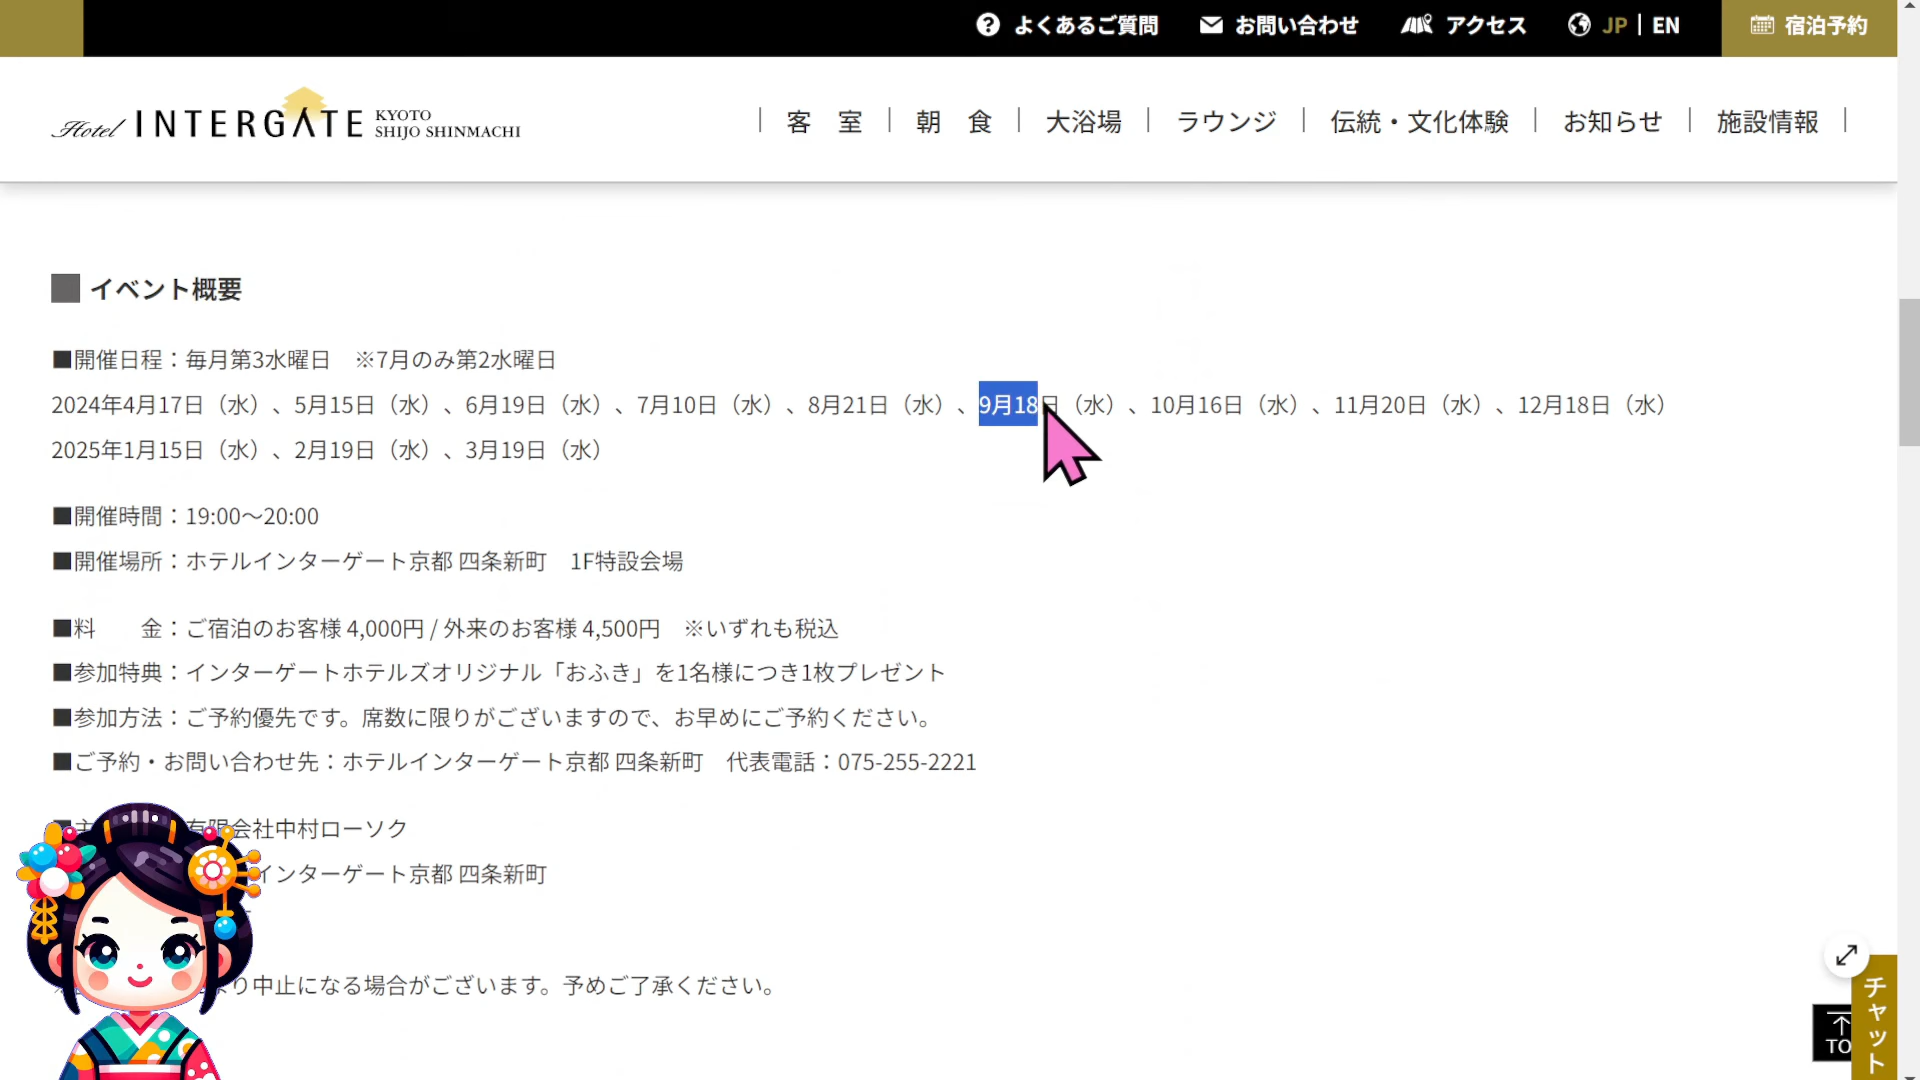 よくあるご質問 お問い合わせ アクセス JP | EN 宿泊予約
Hotel INTERGATE KYOTO SHIJO SHINMACHI
客 室 朝 食 大浴場 ラウンジ 伝統・文化体験 お知らせ 施設情報
イベント概要
■開催日程：毎月第3水曜日　※7月のみ第2水曜日
2024年4月17日（水）、5月15日（水）、6月19日（水）、7月10日（水）、8月21日（水）、9月18日（水）、10月16日（水）、11月20日（水）、12月18日（水）
2025年1月15日（水）、2月19日（水）、3月19日（水）
■開催時間：19:00～20:00
■開催場所：ホテルインターゲート京都 四条新町　1F特設会場
■料　　金：ご宿泊のお客様 4,000円 / 外来のお客様 4,500円　※いずれも税込
■参加特典：インターゲートホテルズオリジナル「おふき」を1名様につき1枚プレゼント
■参加方法：ご予約優先です。席数に限りがございますので、お早めにご予約ください。
■ご予約・お問い合わせ先：ホテルインターゲート京都 四条新町　代表電話：075-255-2221
有限会社中村ローソク
インターゲート京都 四条新町
より中止になる場合がございます。予めご了承ください。
チャット
TO